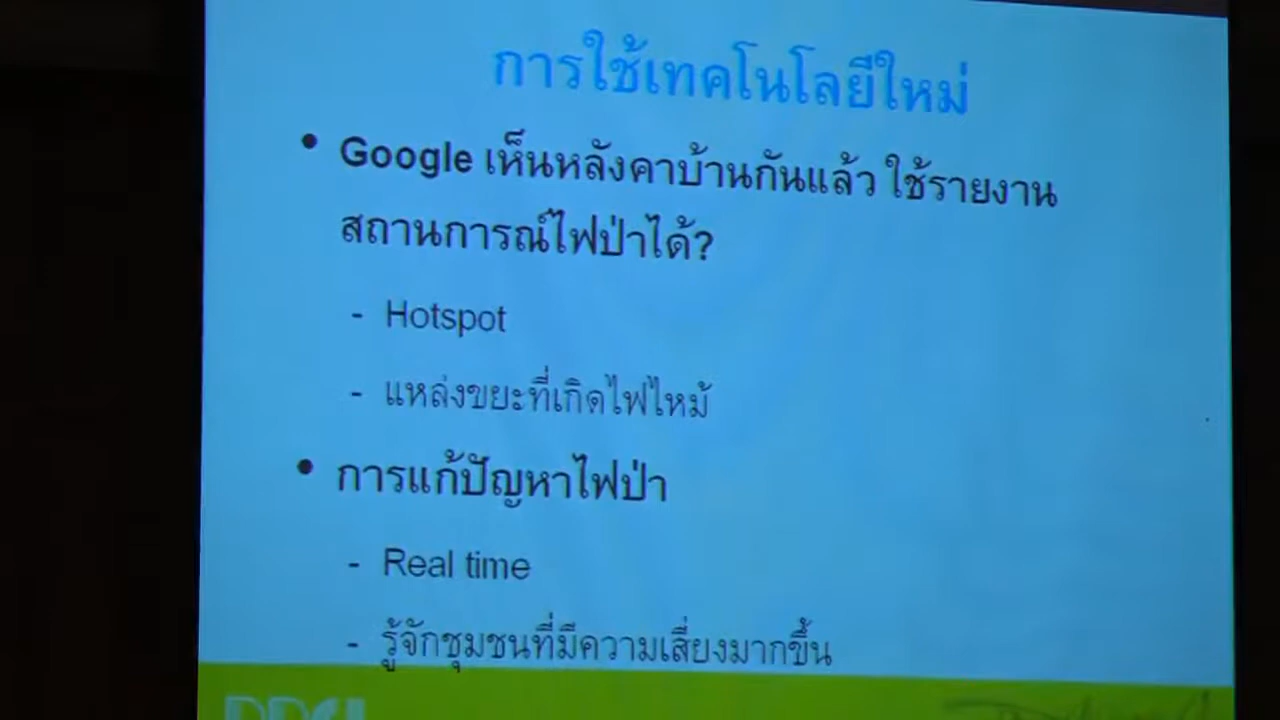 การใช้เทคโนโลยีใหม่
• Google เห็นหลังคาบ้านกันแล้ว ใช้รายงาน
สถานการณ์ไฟป่าได้?
- Hotspot
- แหล่งขยะที่เกิดไฟไหม้
• การแก้ปัญหาไฟป่า
- Real time
- รู้จักชุมชนที่มีความเสี่ยงมากขึ้น